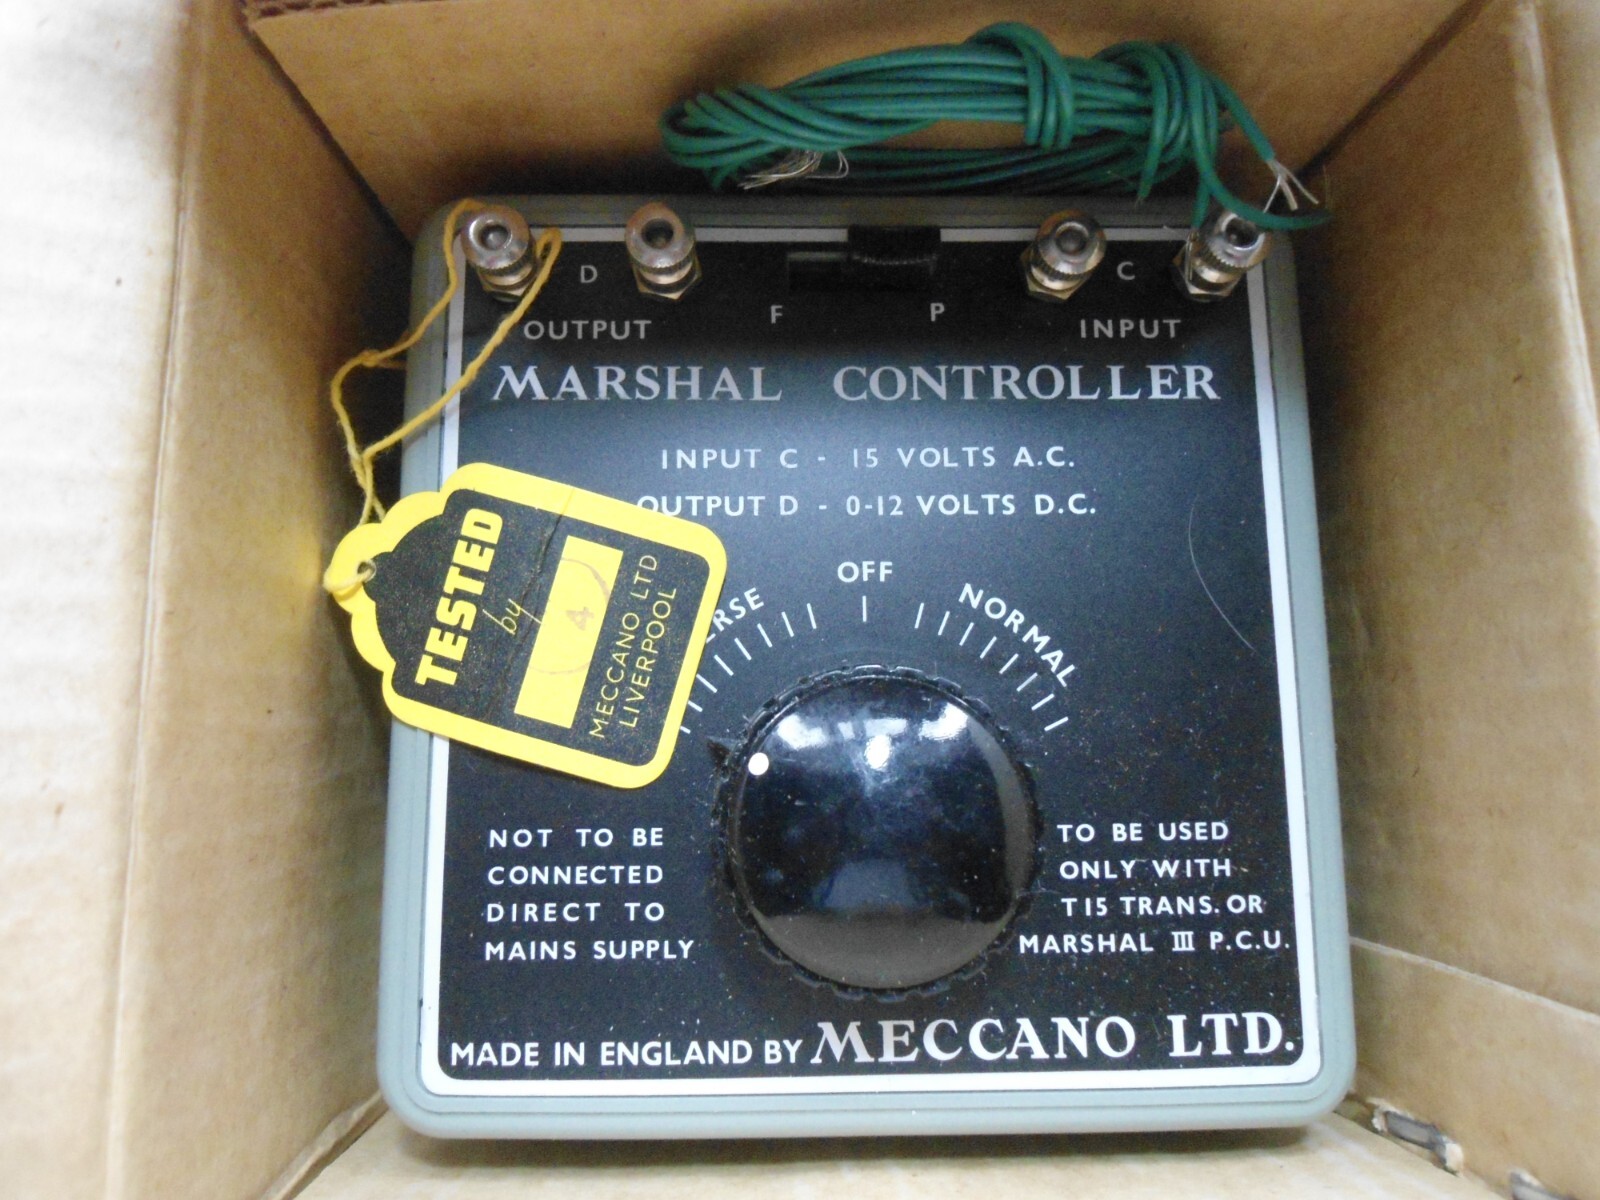 D
C
F
P
OUTPUT
INPUT
MARSHAL CONTROLLER
INPUT C - 15 VOLTS A.C.
OUTPUT D - 0-12 VOLTS D.C.
OFF
ERSE
NORMAL
TESTED
by
4
MECCANO LTD
LIVERPOOL
NOT TO BE
CONNECTED
DIRECT TO
MAINS SUPPLY
TO BE USED
ONLY WITH
T15 TRANS. OR
MARSHAL III P.C.U.
MADE IN ENGLAND BY MECCANO LTD.